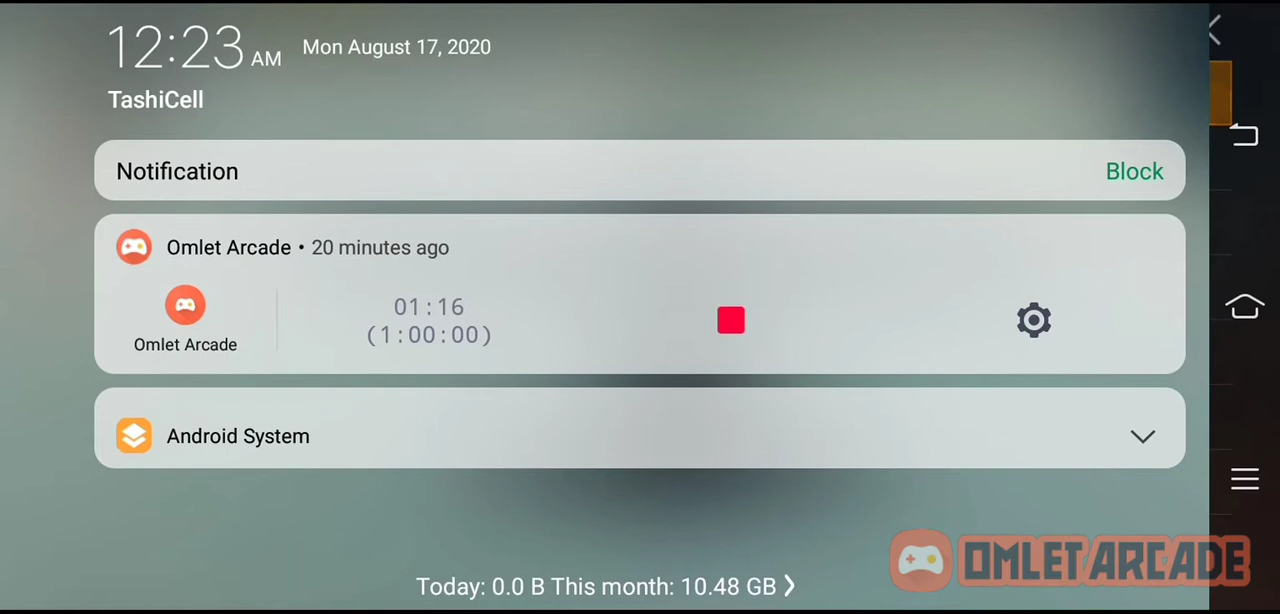 12:23 AM Mon August 17, 2020
TashiCell
Notification Block
Omlet Arcade • 20 minutes ago
01:16
(1:00:00)
Omlet Arcade
Android System
OMLET ARCADE
Today: 0.0 B This month: 10.48 GB